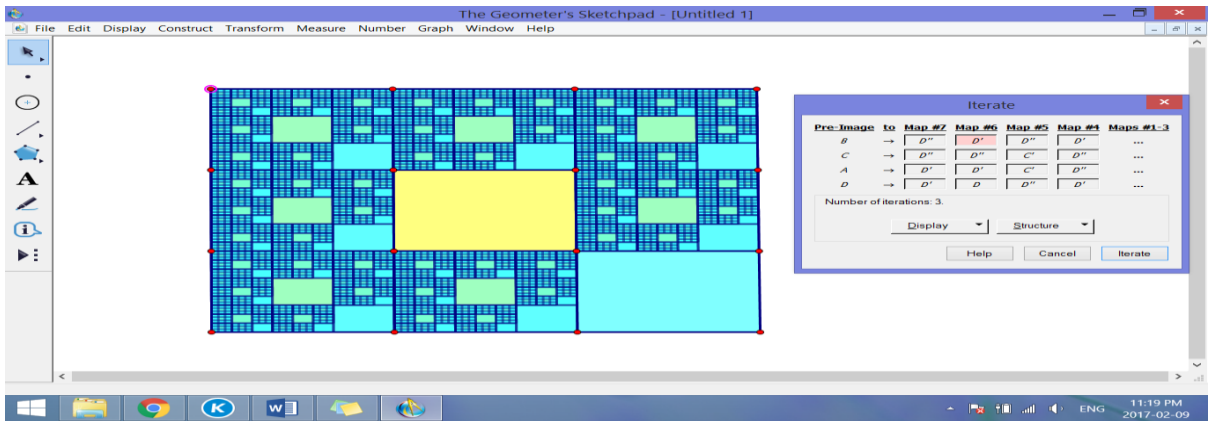 The Geometer's Sketchpad - [Untitled 1]
File Edit Display Construct Transform Measure Number Graph Window Help
A
Iterate
Pre-Image to Map #7 Map #6 Map #5 Map #4 Maps #1-3
B → D'' D' D'' D' ...
C → D'' D'' C' D'' ...
A → D' D' C' D'' ...
D → D' D D'' D' ...
Number of iterations: 3.
Display Structure
Help Cancel Iterate
K W ENG 11:19 PM
2017-02-09